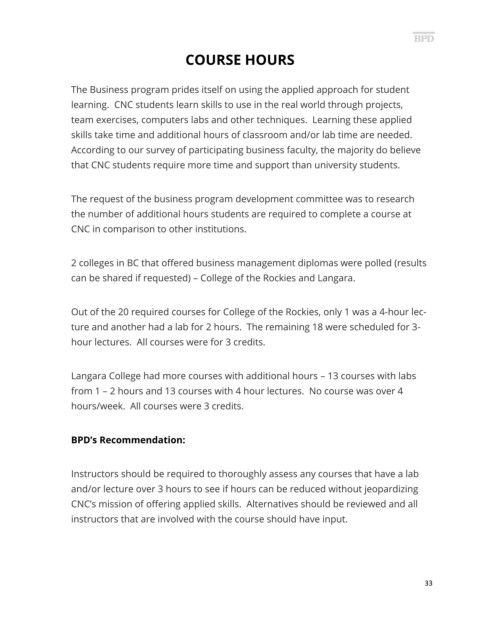 BPD
COURSE HOURS
The Business program prides itself on using the applied approach for student
learning.  CNC students learn skills to use in the real world through projects,
team exercises, computers labs and other techniques.  Learning these applied
skills take time and additional hours of classroom and/or lab time are needed.
According to our survey of participating business faculty, the majority do believe
that CNC students require more time and support than university students.
The request of the business program development committee was to research
the number of additional hours students are required to complete a course at
CNC in comparison to other institutions.
2 colleges in BC that offered business management diplomas were polled (results
can be shared if requested) – College of the Rockies and Langara.
Out of the 20 required courses for College of the Rockies, only 1 was a 4-hour lec-
ture and another had a lab for 2 hours.  The remaining 18 were scheduled for 3-
hour lectures.  All courses were for 3 credits.
Langara College had more courses with additional hours – 13 courses with labs
from 1 – 2 hours and 13 courses with 4 hour lectures.  No course was over 4
hours/week.  All courses were 3 credits.
BPD's Recommendation:
Instructors should be required to thoroughly assess any courses that have a lab
and/or lecture over 3 hours to see if hours can be reduced without jeopardizing
CNC's mission of offering applied skills.  Alternatives should be reviewed and all
instructors that are involved with the course should have input.
33